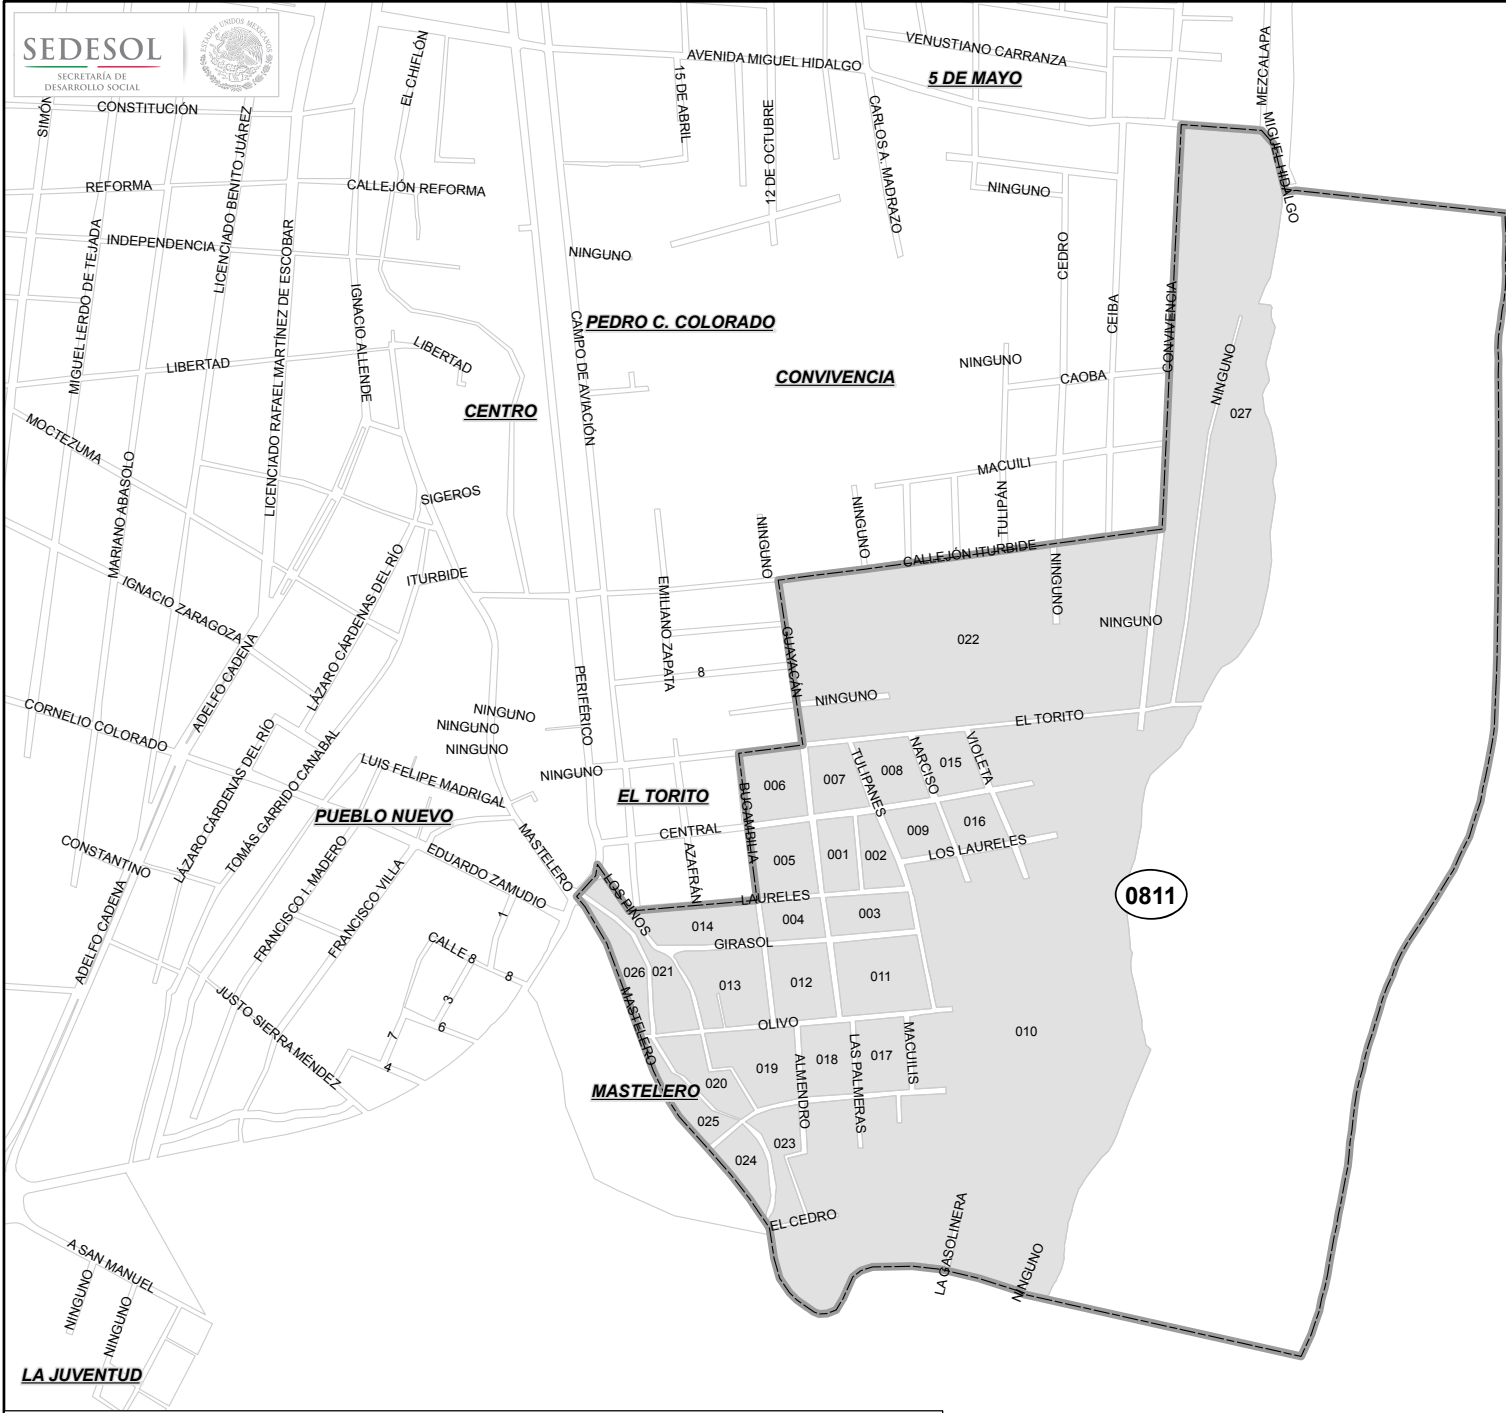 SEDESOL
SECRETARÍA DE
DESARROLLO SOCIAL
ESTADOS UNIDOS MEXICANOS
SIMÓN
CONSTITUCIÓN
EL CHIFLÓN
AVENIDA MIGUEL HIDALGO
VENUSTIANO CARRANZA
5 DE MAYO
MEZCALAPA
MIGUEL HIDALGO
15 DE ABRIL
12 DE OCTUBRE
CARLOS A. MADRAZO
REFORMA
CALLEJÓN REFORMA
NINGUNO
LICENCIADO BENITO JUÁREZ
INDEPENDENCIA
MIGUEL LERDO DE TEJADA
LICENCIADO RAFAEL MARTÍNEZ DE ESCOBAR
IGNACIO ALLENDE
NINGUNO
CEDRO
CEIBA
CONVIVENCIA
PEDRO C. COLORADO
CAMPO DE AVIACIÓN
LIBERTAD
LIBERTAD
CONVIVENCIA
NINGUNO
CAOBA
NINGUNO
027
CENTRO
MOCTEZUMA
MARIANO ABASOLO
SIGEROS
MACUILI
TULIPÁN
NINGUNO
NINGUNO
CALLEJÓN ITURBIDE
NINGUNO
IGNACIO ZARAGOZA
LÁZARO CÁRDENAS DEL RÍO
ITURBIDE
EMILIANO ZAPATA
GUAYACÁN
022
NINGUNO
ADELFO CADENA
PERIFÉRICO
8
NINGUNO
EL TORITO
CORNELIO COLORADO
NINGUNO
NINGUNO
NINGUNO
LÁZARO CÁRDENAS DEL RÍO
TOMÁS GARRIDO CANABAL
LUIS FELIPE MADRIGAL
NINGUNO
EL TORITO
BUGAMBILIA
006
007
TULIPANES
008
NARCISO
015
VIOLETA
PUEBLO NUEVO
CENTRAL
AZAFRÁN
005
001
002
009
016
LOS LAURELES
CONSTANTINO
FRANCISCO I. MADERO
FRANCISCO VILLA
EDUARDO ZAMUDIO
MASTELERO
LOS PINOS
LAURELES
0811
014
004
003
GIRASOL
ADELFO CADENA
1
CALLE 8
8
3
6
7
4
026
021
013
012
011
JUSTO SIERRA MÉNDEZ
MASTELERO
OLIVO
010
019
ALMENDRO
018
LAS PALMERAS
017
MACUILIS
MASTELERO
020
025
023
024
EL CEDRO
LA GASOLINERA
NINGUNO
A SAN MANUEL
NINGUNO
NINGUNO
LA JUVENTUD